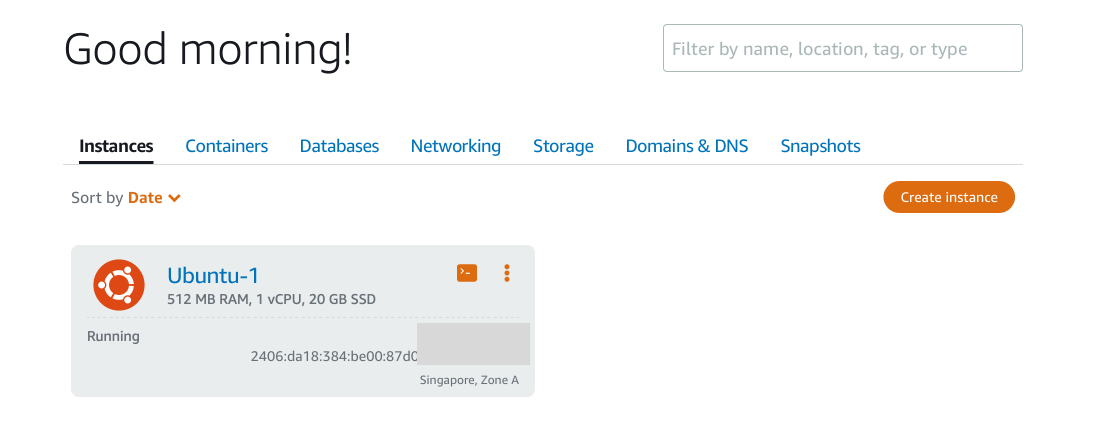 Good morning!
Filter by name, location, tag, or type
Instances Containers Databases Networking Storage Domains & DNS Snapshots
Sort by Date
Create instance
Ubuntu-1
512 MB RAM, 1 vCPU, 20 GB SSD
Running
2406:da18:384:be00:87d0
Singapore, Zone A